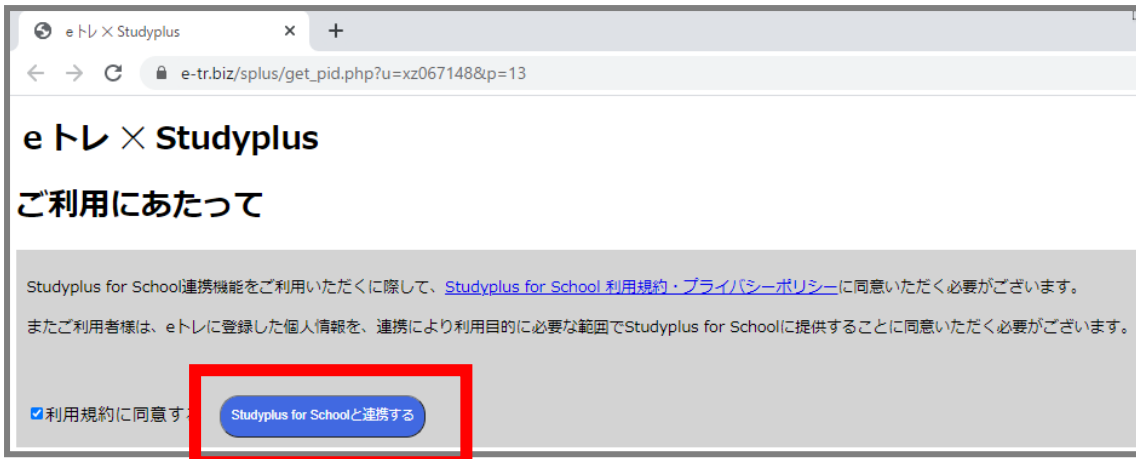 eトレ×Studyplus
e-tr.biz/splus/get_pid.php?u=xz067148&p=13
eトレ×Studyplus
ご利用にあたって
Studyplus for School連携機能をご利用いただくに際して、Studyplus for School 利用規約・プライバシーポリシーに同意いただく必要がございます。
またご利用者様は、eトレに登録した個人情報を、連携により利用目的に必要な範囲でStudyplus for Schoolに提供することに同意いただく必要がございます。
利用規約に同意する Studyplus for Schoolと連携する